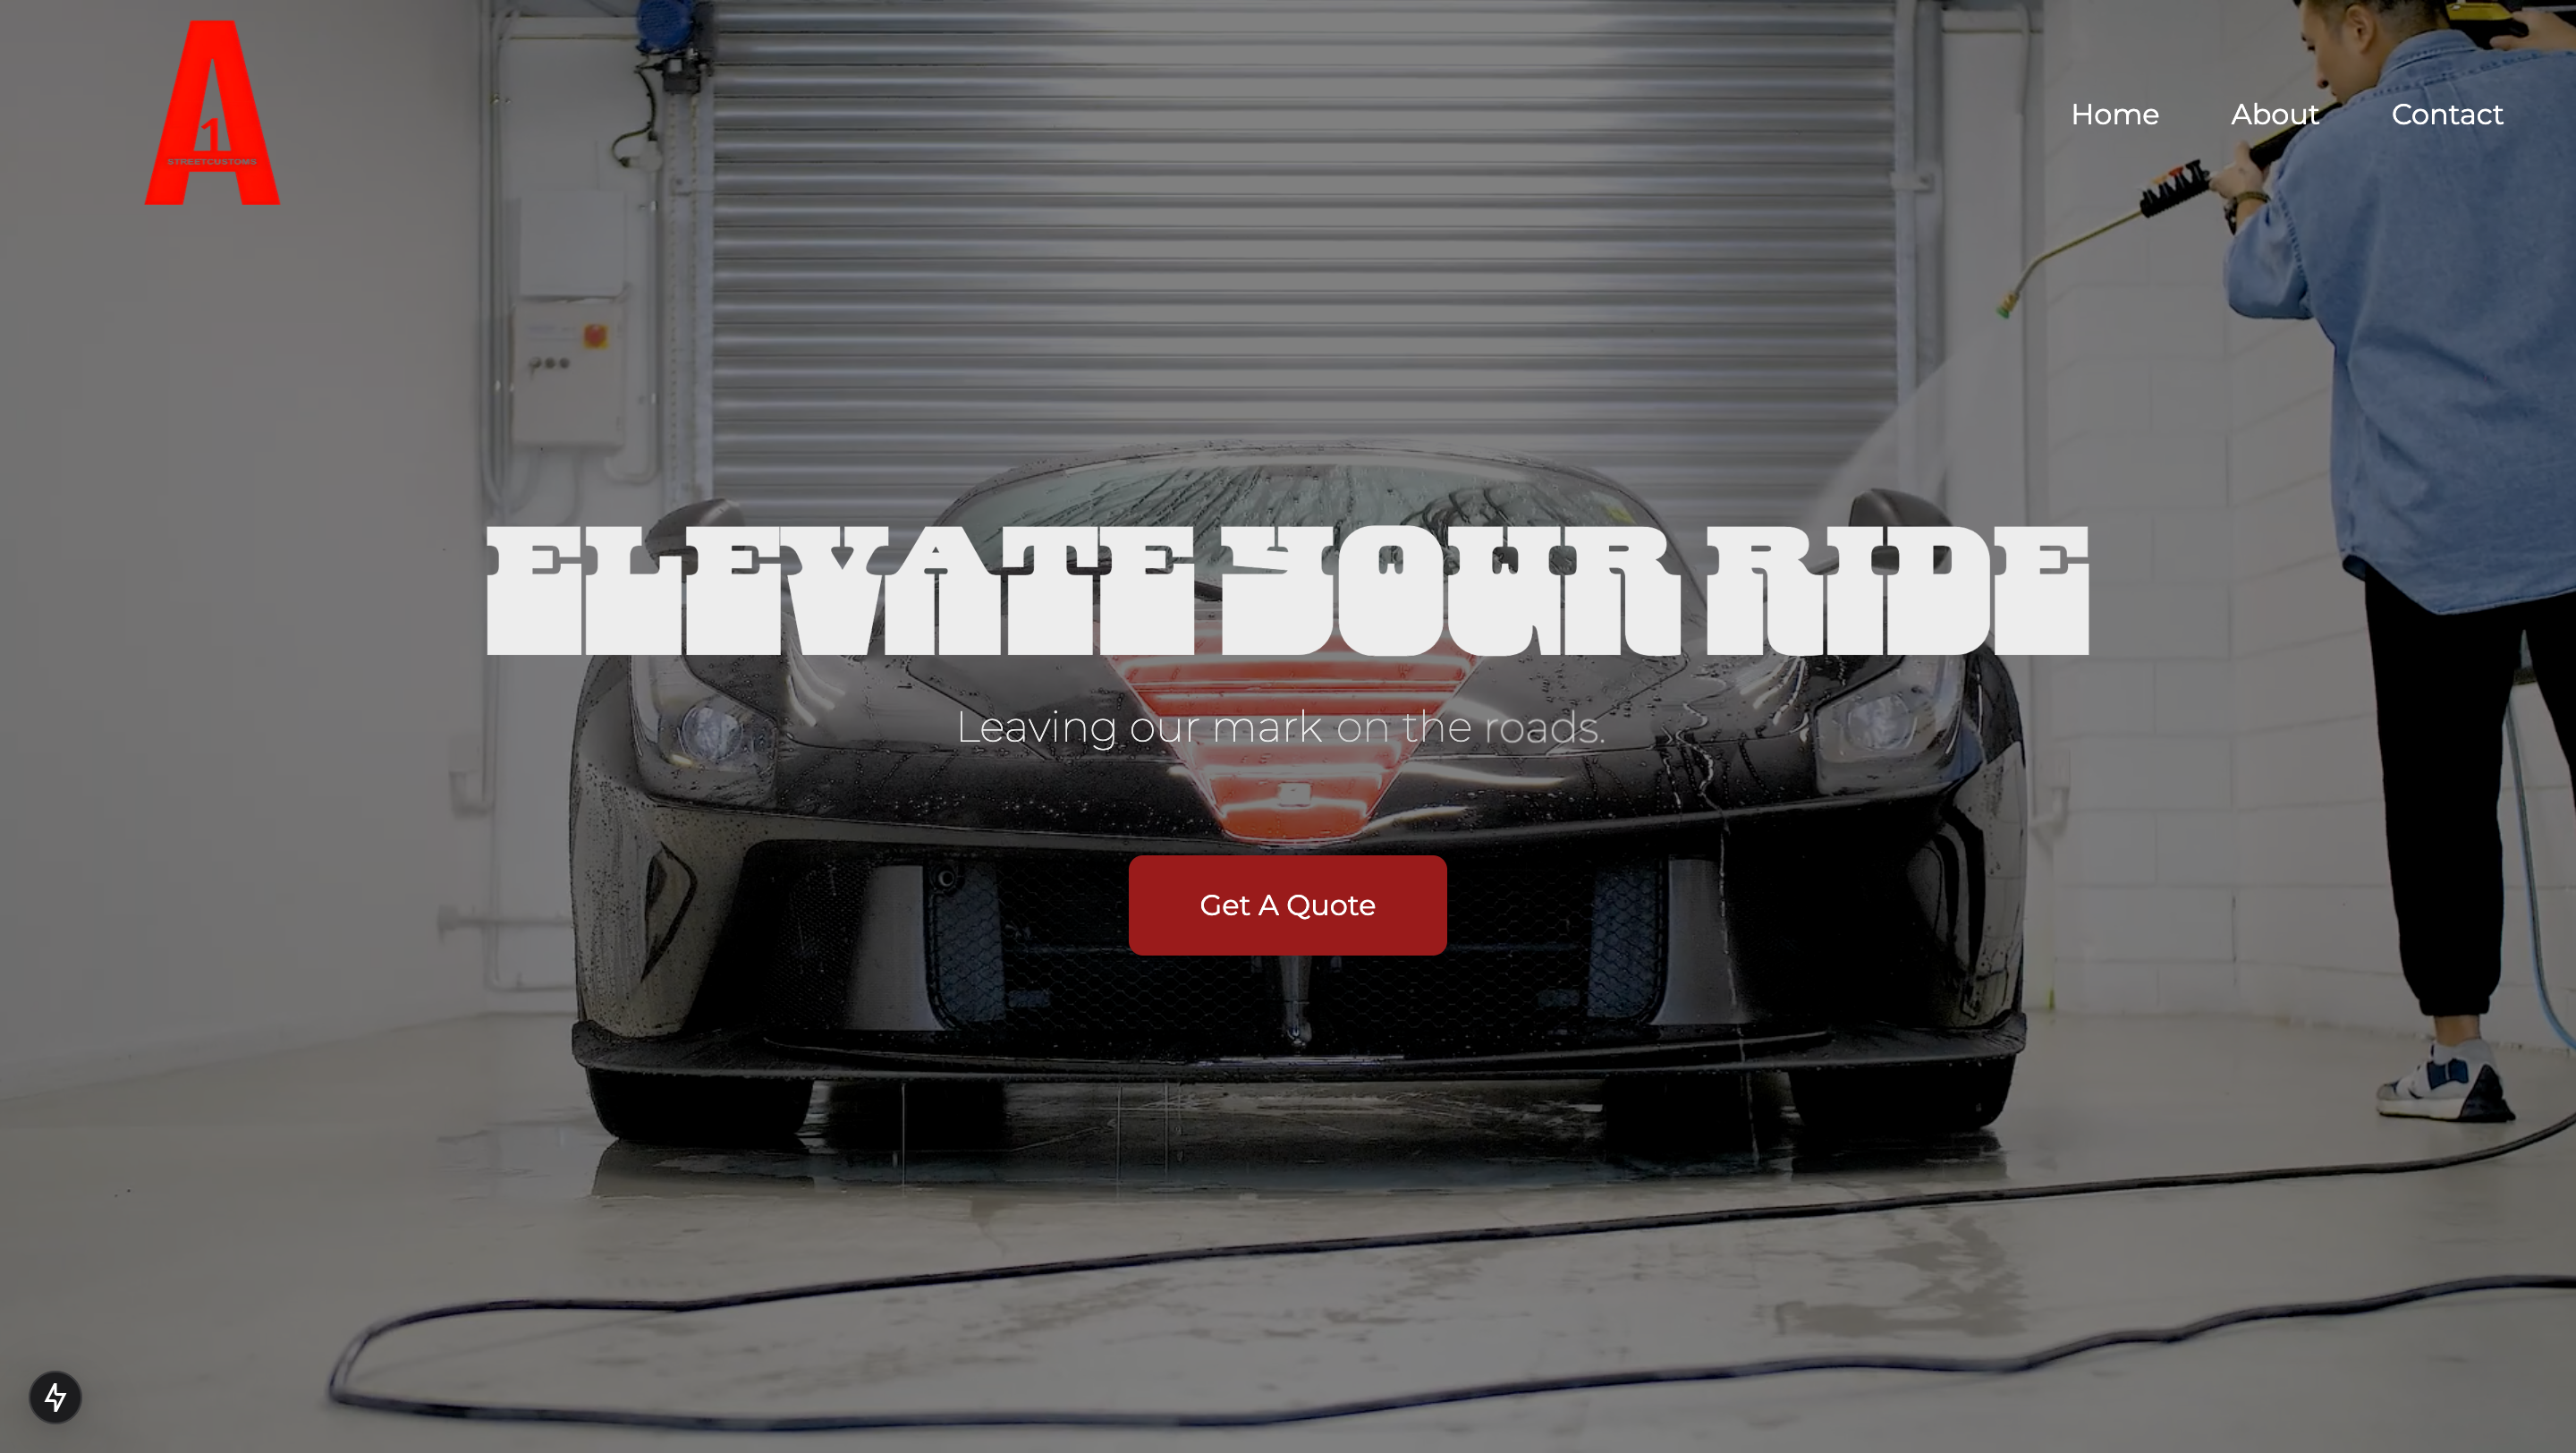 A
1
STREETCUSTOMS
Home About Contact
ELEVATE YOUR RIDE
Leaving our mark on the roads.
Get A Quote